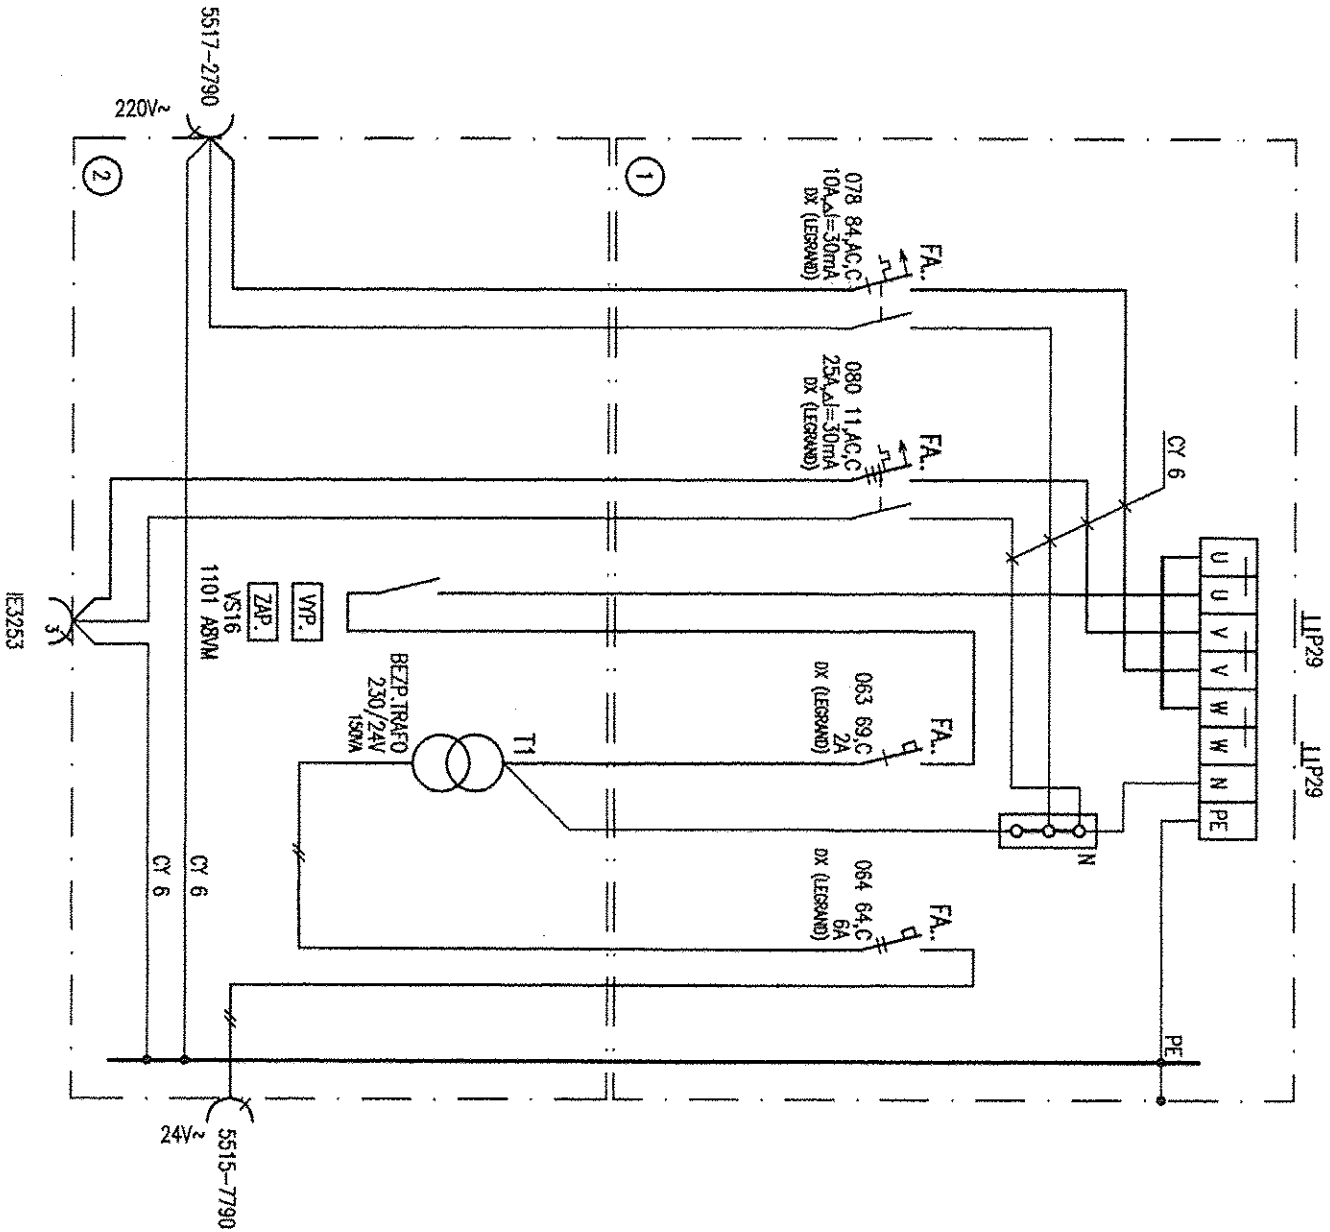 5517-2790
220V~
2
1
078 84,AC,C
10A,ΔI=30mA
DX (LEGRAND)
FA..
080 11,AC,C
25A,ΔI=30mA
DX (LEGRAND)
FA..
CY 6
U
U
V
V
W
W
N
PE
P29
P29
IE3253
3
1101 A8VM
VS16
ZAP.
VYP.
BEZP.TRAFO
230/24V
150VA
T1
063 69,C
2A
DX (LEGRAND)
FA..
N
064 64,C
6A
DX (LEGRAND)
FA..
CY 6
CY 6
PE
24V~
5515-7790